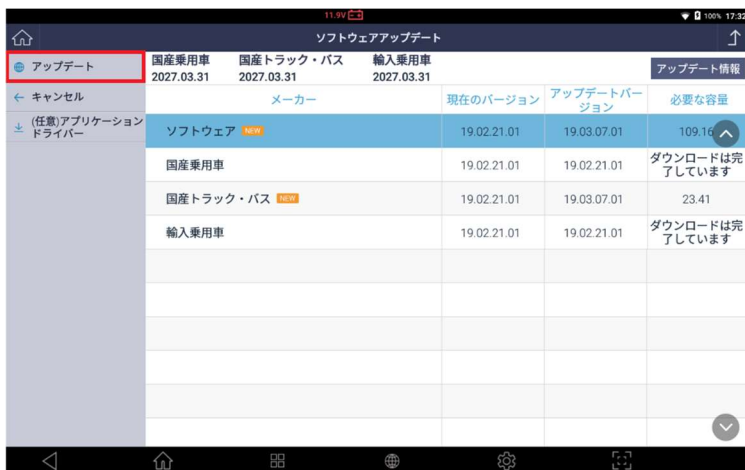 11.9V
100% 17:32
ソフトウェアアップデート
アップデート
キャンセル
(任意)アプリケーション
ドライバー
国産乗用車 国産トラック・バス 輸入乗用車
2027.03.31 2027.03.31 2027.03.31
アップデート情報
メーカー 現在のバージョン アップデートバー
ジョン 必要な容量
ソフトウェア NEW 19.02.21.01 19.03.07.01 109.16
国産乗用車 19.02.21.01 19.02.21.01 ダウンロードは完
了しています
国産トラック・バス NEW 19.02.21.01 19.03.07.01 23.41
輸入乗用車 19.02.21.01 19.02.21.01 ダウンロードは完
了しています